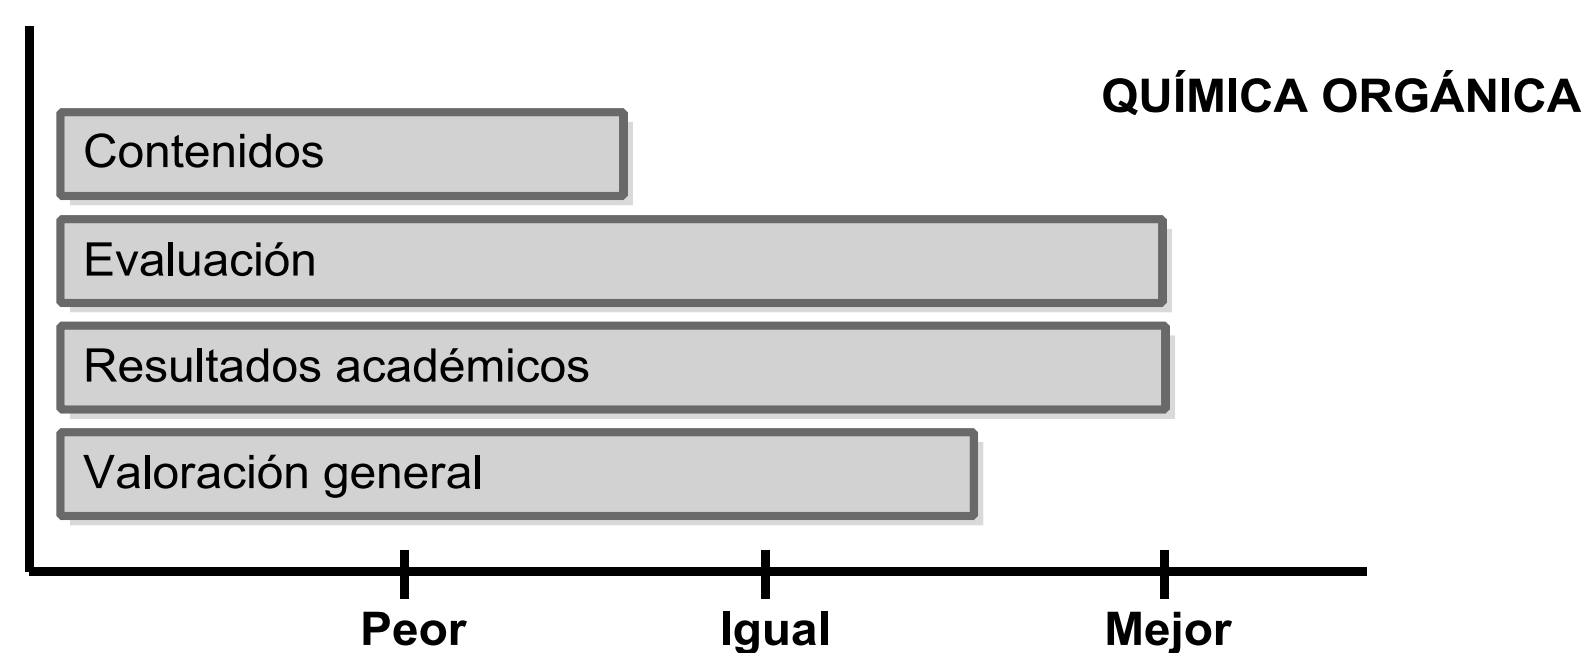 QUÍMICA ORGÁNICA
Contenidos
Evaluación
Resultados académicos
Valoración general
Peor Igual Mejor